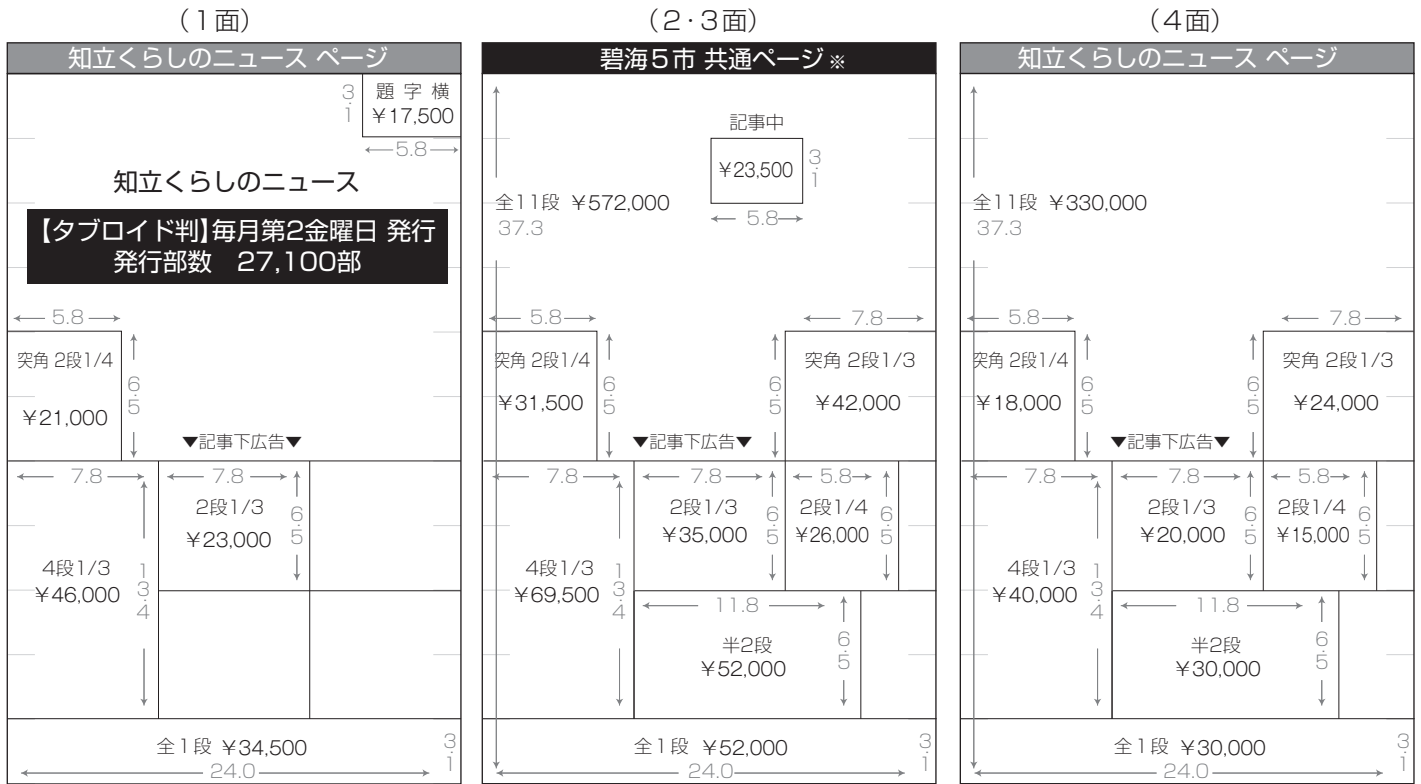 （1面）
知立くらしのニュース ページ
題字横
¥17,500
3.1
5.8
知立くらしのニュース
【タブロイド判】毎月第2金曜日 発行
発行部数　27,100部
5.8
突角 2段1/4
¥21,000
6.5
▼記事下広告▼
7.8
4段1/3
¥46,000
13.4
7.8
2段1/3
¥23,000
6.5
全1段 ¥34,500
3.1
24.0
（2・3面）
碧海5市 共通ページ※
記事中
¥23,500
3.1
5.8
全11段 ¥572,000
37.3
5.8
突角 2段1/4
¥31,500
6.5
7.8
突角 2段1/3
¥42,000
6.5
▼記事下広告▼
7.8
4段1/3
¥69,500
13.4
7.8
2段1/3
¥35,000
6.5
5.8
2段1/4
¥26,000
6.5
11.8
半2段
¥52,000
6.5
全1段 ¥52,000
3.1
24.0
（4面）
知立くらしのニュース ページ
全11段 ¥330,000
37.3
5.8
突角 2段1/4
¥18,000
6.5
7.8
突角 2段1/3
¥24,000
6.5
▼記事下広告▼
7.8
4段1/3
¥40,000
13.4
7.8
2段1/3
¥20,000
6.5
5.8
2段1/4
¥15,000
6.5
11.8
半2段
¥30,000
6.5
全1段 ¥30,000
3.1
24.0